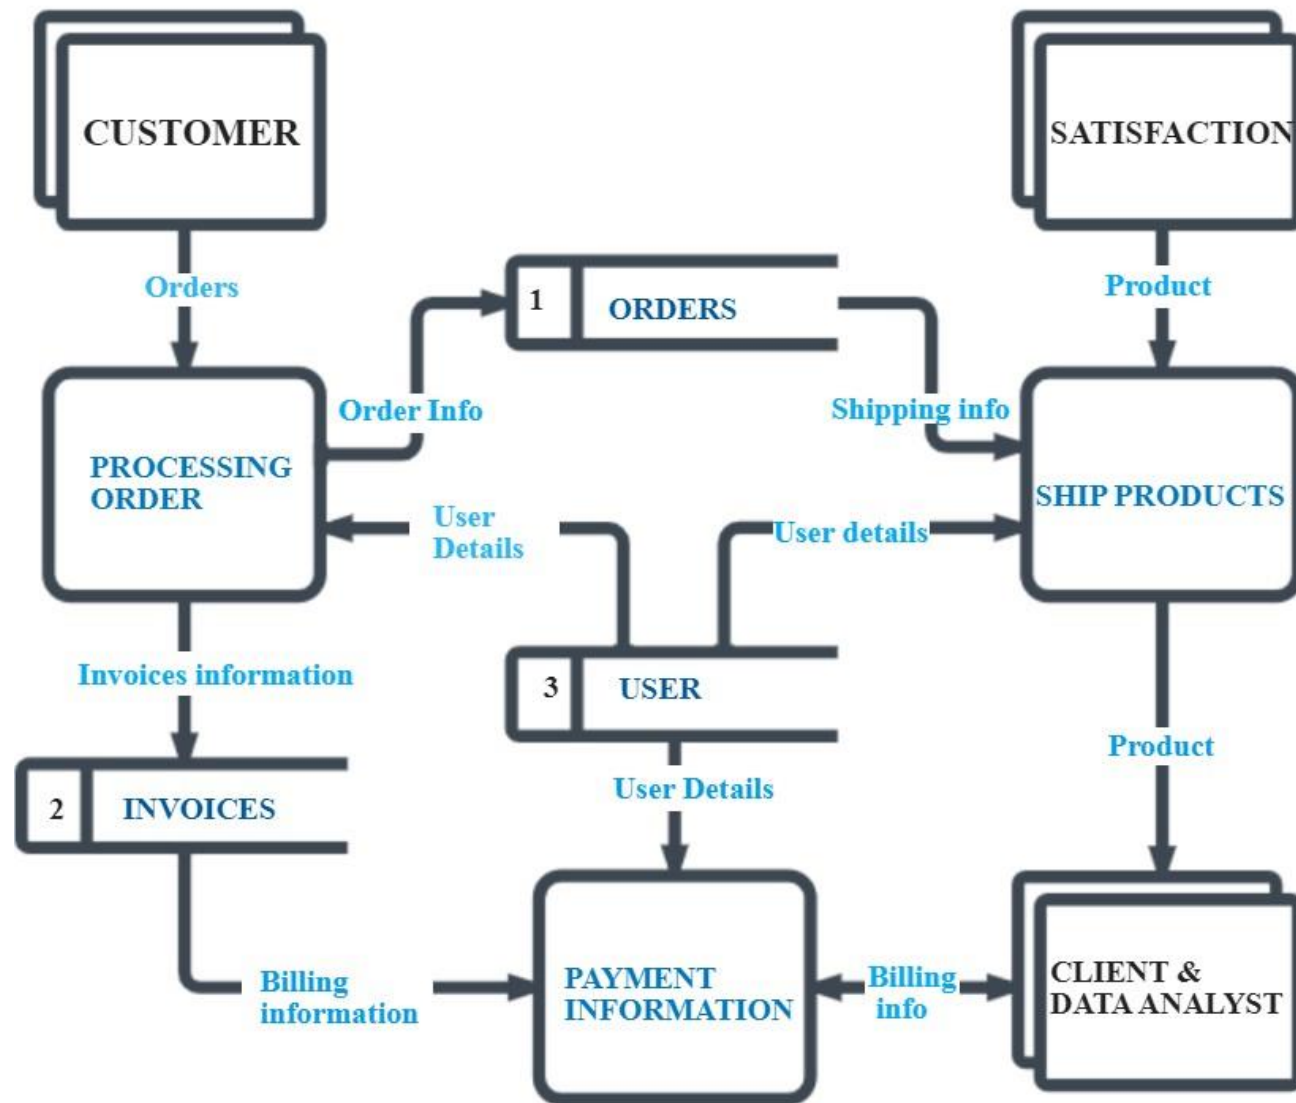 CUSTOMER
SATISFACTION
Orders
Product
1
ORDERS
Order Info
Shipping info
PROCESSING
ORDER
SHIP PRODUCTS
User
Details
User details
Invoices information
3
USER
Product
User Details
2
INVOICES
Billing
information
PAYMENT
INFORMATION
Billing
info
CLIENT &
DATA ANALYST